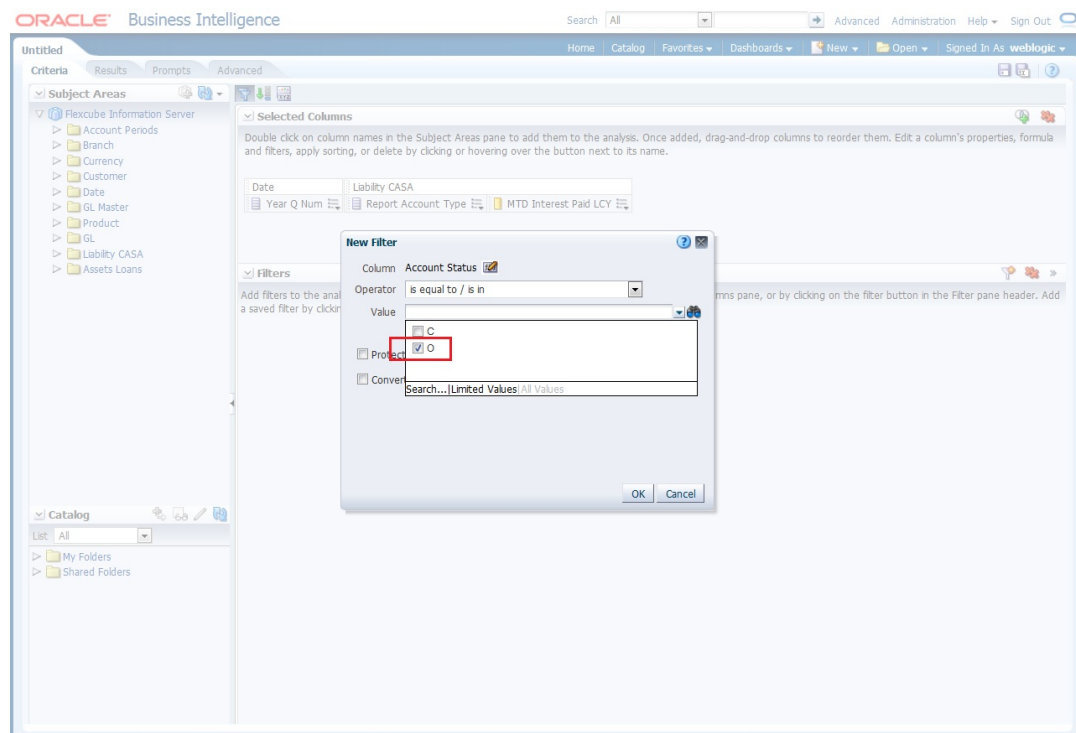 ORACLE Business Intelligence
Search All Advanced Administration Help Sign Out
Untitled
Home Catalog Favorites Dashboards New Open Signed In As weblogic
Criteria Results Prompts Advanced
Subject Areas
Flexcube Information Server
Account Periods
Branch
Currency
Customer
Date
GL Master
Product
GL
Liability CASA
Assets Loans
Selected Columns
Double click on column names in the Subject Areas pane to add them to the analysis. Once added, drag-and-drop columns to reorder them. Edit a column's properties, formula
and filters, apply sorting, or delete by clicking or hovering over the button next to its name.
Date Liability CASA
Year Q Num Report Account Type MTD Interest Paid LCY
Filters
Add filters to the
mns pane, or by clicking on the filter button in the Filter pane header. Add
a saved filter by
New Filter
Column Account Status
Operator is equal to / is in
Value
C
O
Protect
Convert
Search...|Limited Values|All Values
OK Cancel
Catalog
List All
My Folders
Shared Folders